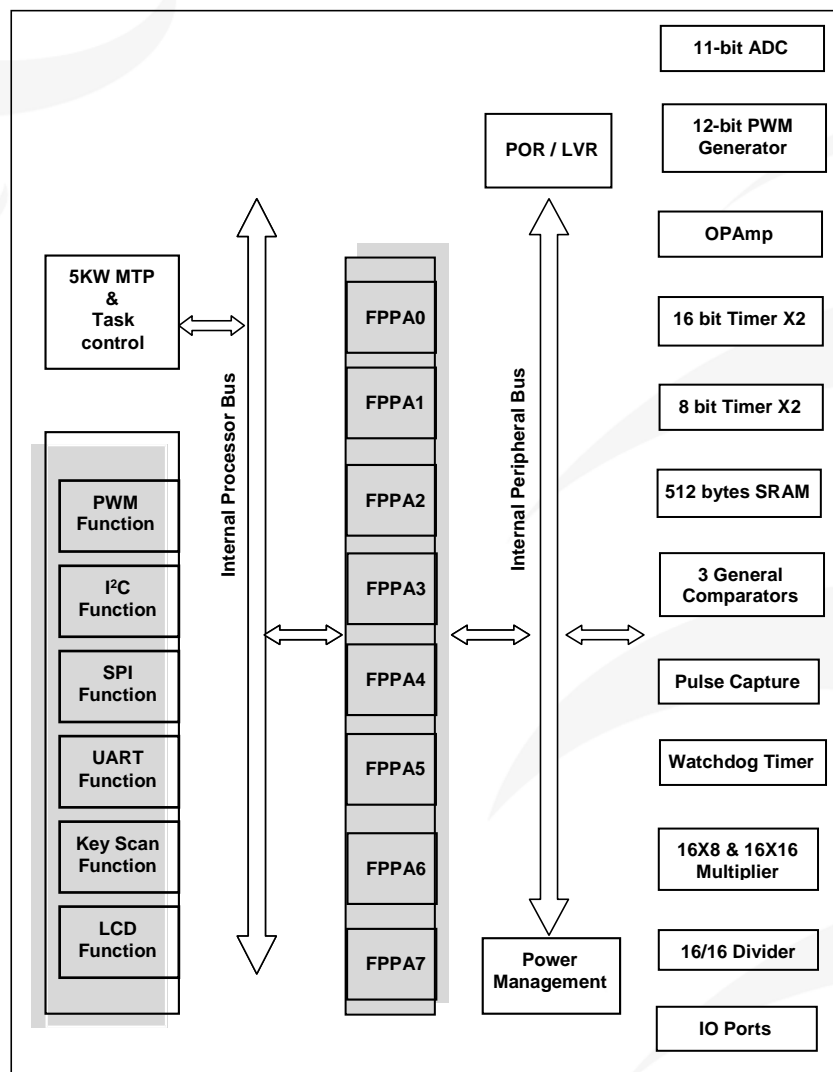 5KW MTP
&
Task
control
PWM
Function
I²C
Function
SPI
Function
UART
Function
Key Scan
Function
LCD
Function
Internal Processor Bus
FPPA0
FPPA1
FPPA2
FPPA3
FPPA4
FPPA5
FPPA6
FPPA7
POR / LVR
Internal Peripheral Bus
Power
Management
11-bit ADC
12-bit PWM
Generator
OPAmp
16 bit Timer X2
8 bit Timer X2
512 bytes SRAM
3 General
Comparators
Pulse Capture
Watchdog Timer
16X8 & 16X16
Multiplier
16/16 Divider
IO Ports